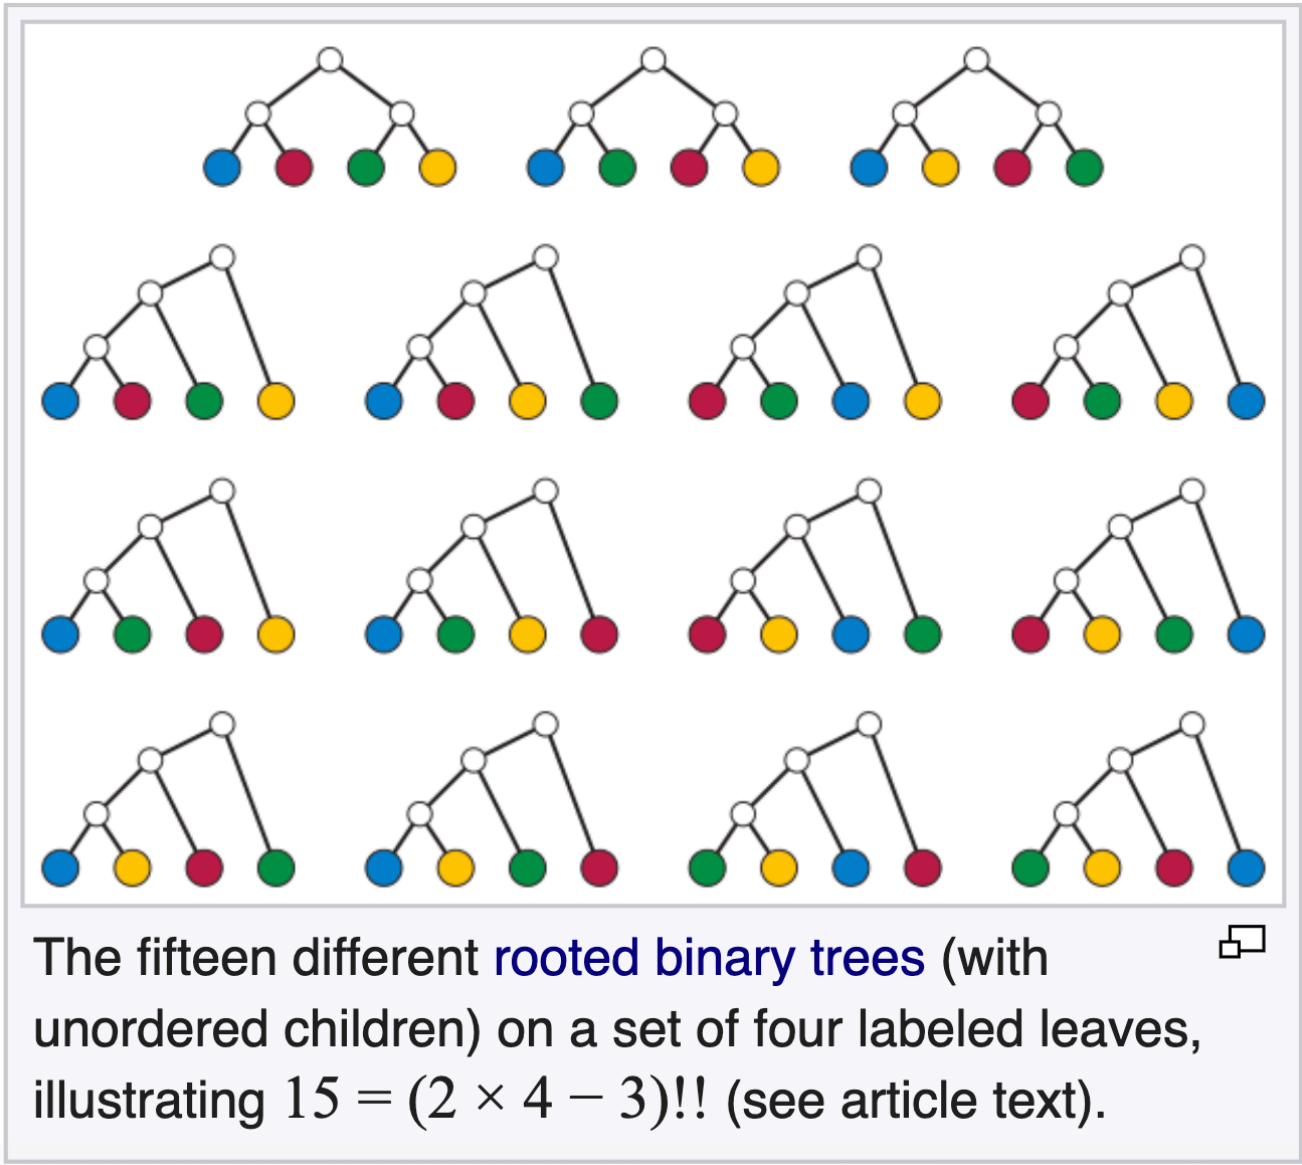 The fifteen different rooted binary trees (with
unordered children) on a set of four labeled leaves,
illustrating 15 = (2 × 4 − 3)!! (see article text).